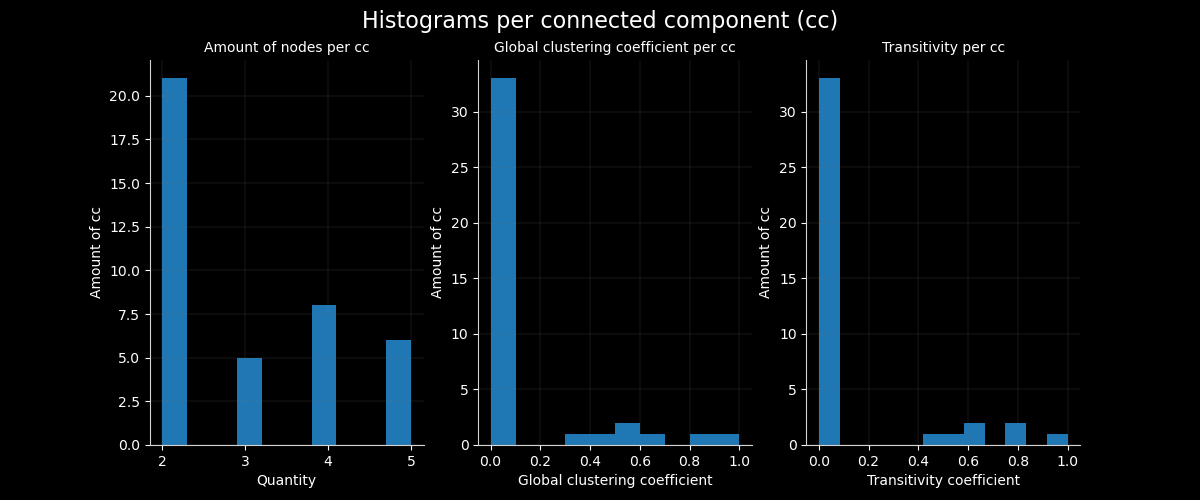 Histograms per connected component (cc)
Amount of nodes per cc
Global clustering coefficient per cc
Transitivity per cc
Amount of cc
20.0
17.5
15.0
12.5
10.0
7.5
5.0
2.5
0.0
2 3 4 5
Quantity
Amount of cc
30
25
20
15
10
5
0
0.0 0.2 0.4 0.6 0.8 1.0
Global clustering coefficient
Amount of cc
30
25
20
15
10
5
0
0.0 0.2 0.4 0.6 0.8 1.0
Transitivity coefficient